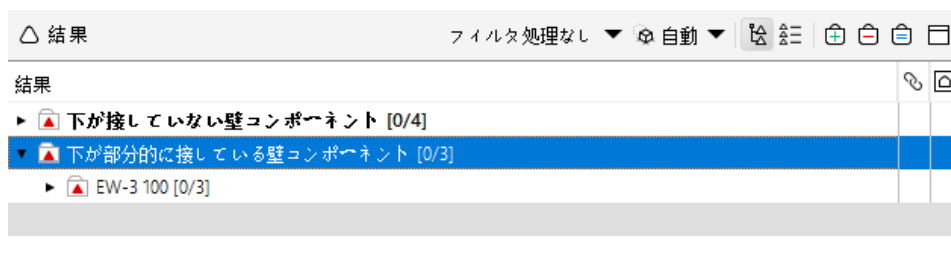 結果 フィルタ処理なし 自動
結果
下が接していない壁コンポーネント [0/4]
下が部分的に接している壁コンポーネント [0/3]
EW-3 100 [0/3]